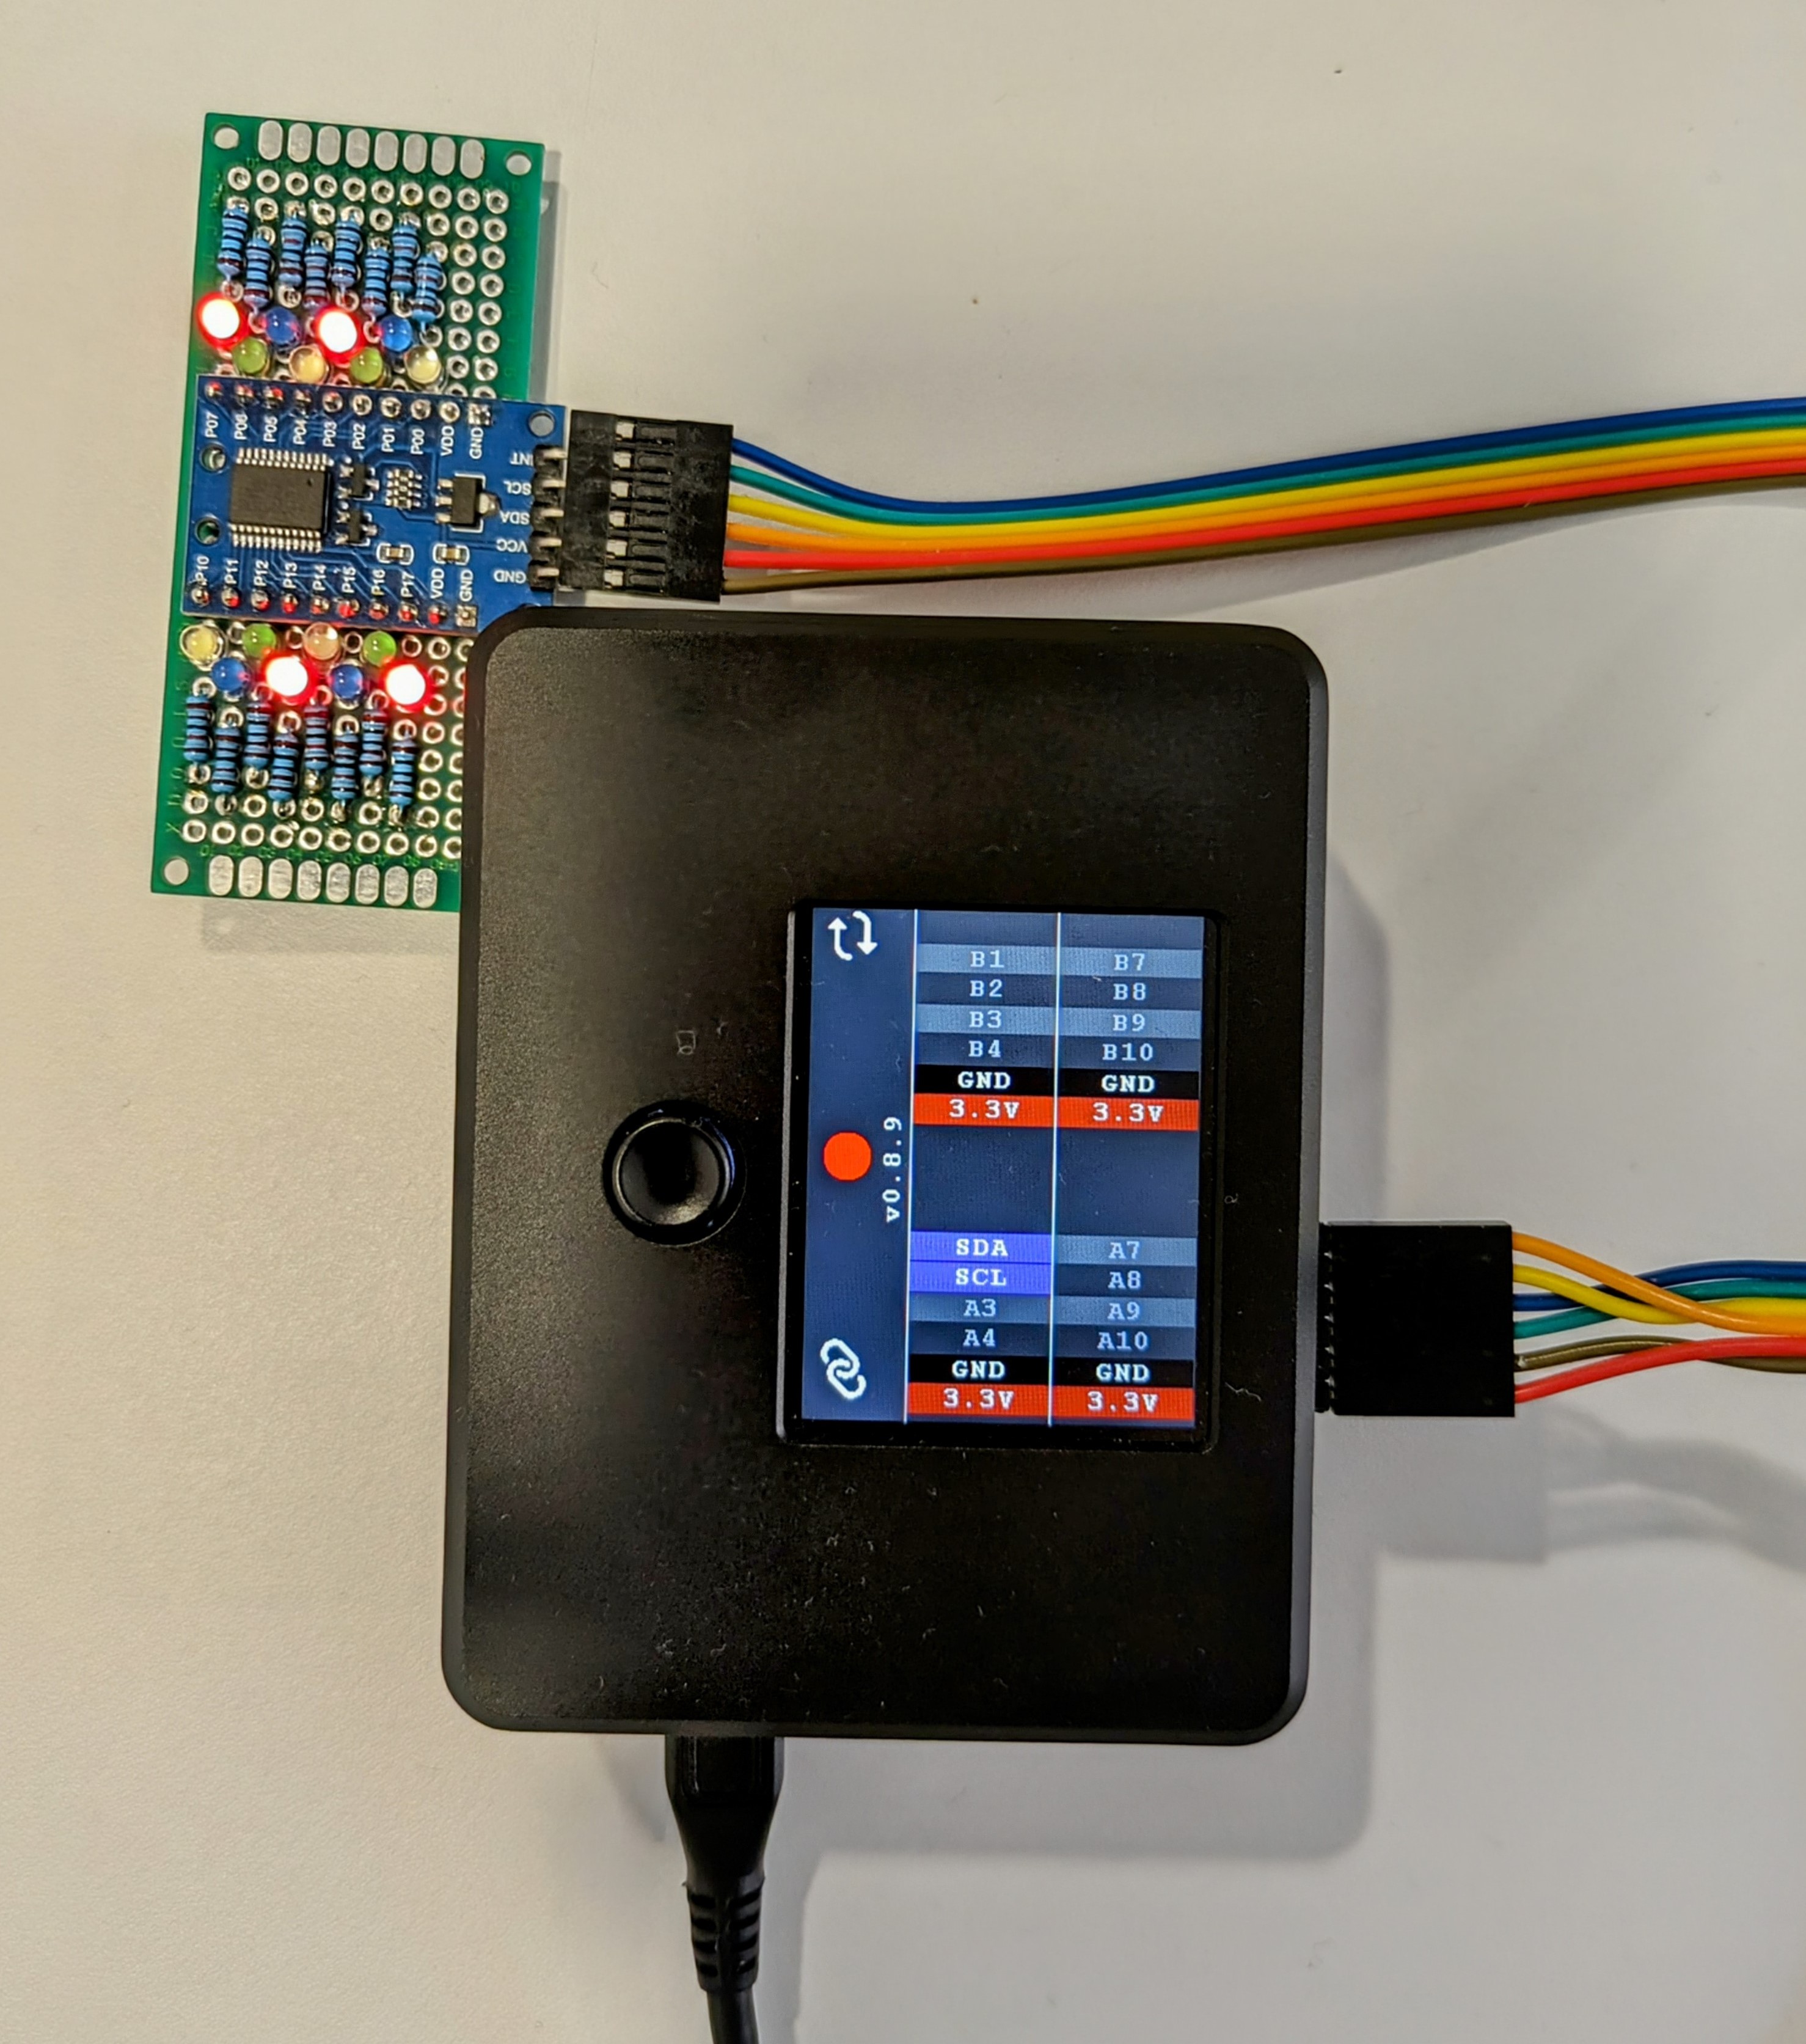 P07
P06
P05
P04
P03
P02
P01
P00
VDD
GND
INT
SCL
SDA
VCC
GND
P10
P11
P12
P13
P14
P15
P16
P17
VDD
GND
B1 B7
B2 B8
B3 B9
B4 B10
GND GND
3.3V 3.3V
v0.8.9
SDA A7
SCL A8
A3 A9
A4 A10
GND GND
3.3V 3.3V